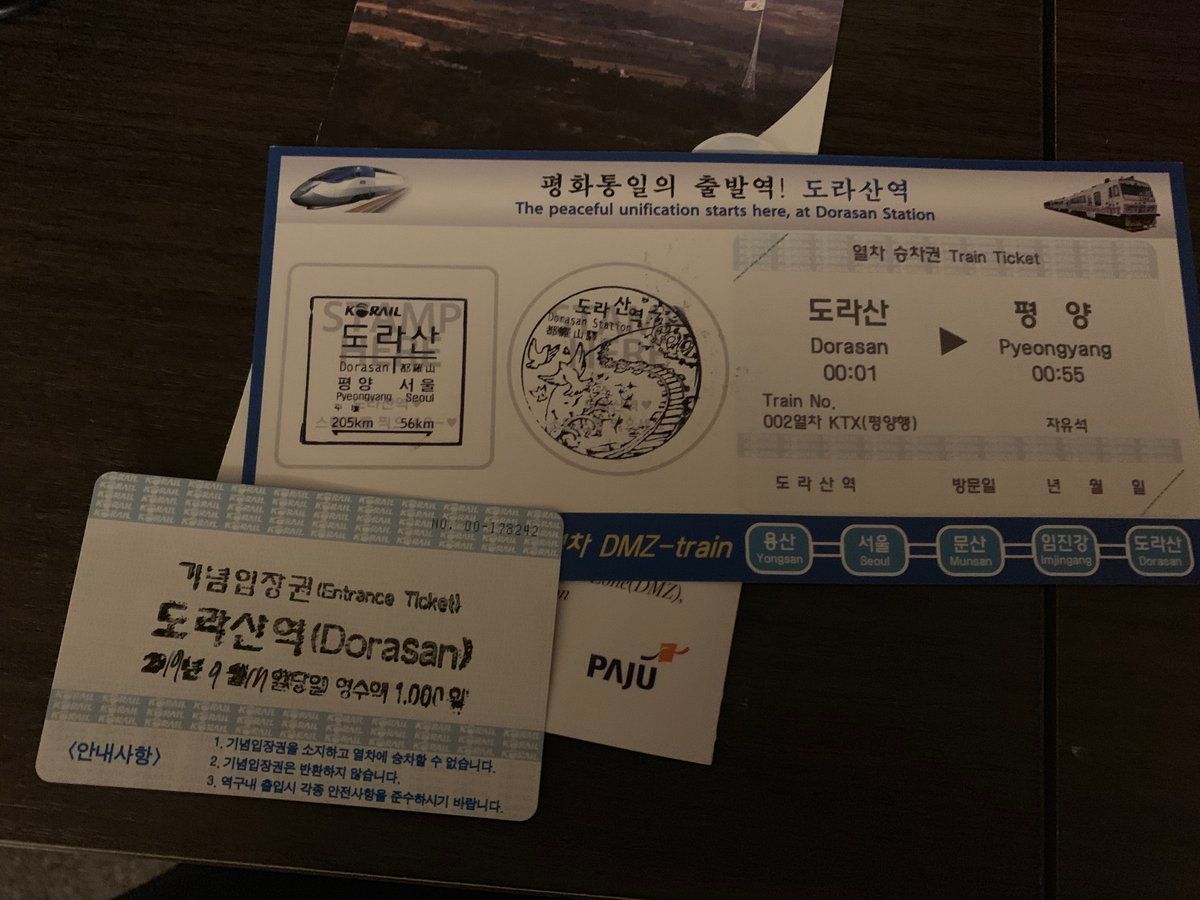 평화통일의 출발역! 도라산역
The peaceful unification starts here, at Dorasan Station
STAMP HERE
KORAIL
도라산
Dorasan 都羅山
평양 서울
Pyeongyang Seoul
205km 56km
도라산역
Dorasan Station
都羅山驛
열차 승차권 Train Ticket
도라산 ▶ 평양
Dorasan Pyeongyang
00:01 00:55
Train No.
002열차 KTX(평양행) 자유석
도라산역 방문일 년 월 일
차 DMZ-train
용산 서울 문산 임진강 도라산
Yongsan Seoul Munsan Imjingang Dorasan
Zone(DMZ),
PAJU
KORAIL
NO. 00-178242
기념입장권(Entrance Ticket)
도라산역(Dorasan)
2019년 9월 당일 영수액 1,000원
<안내사항>
1. 기념입장권을 소지하고 열차에 승차할 수 없습니다.
2. 기념입장권은 반환하지 않습니다.
3. 역구내 출입시 각종 안전사항을 준수하시기 바랍니다.